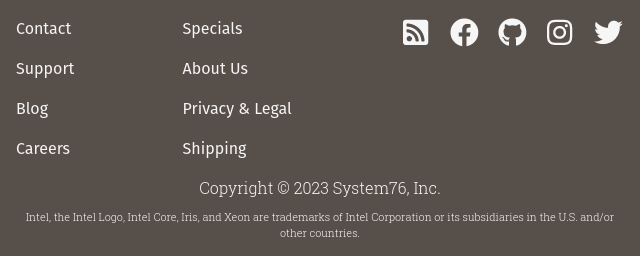 Contact
Specials
Support
About Us
Blog
Privacy & Legal
Careers
Shipping
Copyright © 2023 System76, Inc.
Intel, the Intel Logo, Intel Core, Iris, and Xeon are trademarks of Intel Corporation or its subsidiaries in the U.S. and/or
other countries.